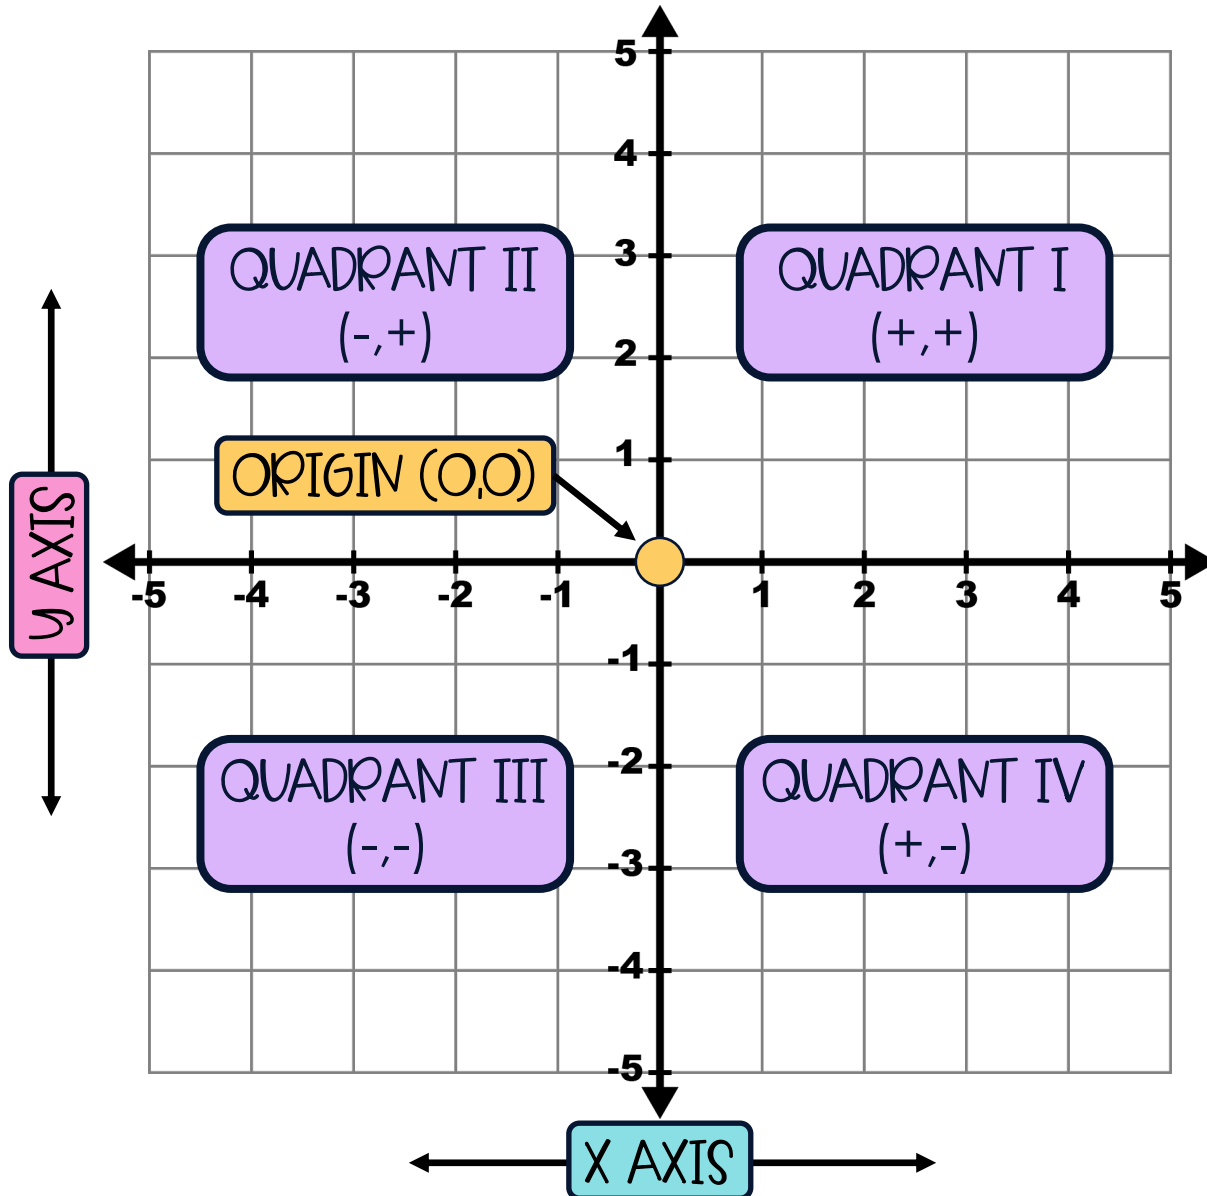 5
4
QUADRANT II
3
QUADRANT I
(-,+)
2
(+,+)
ORIGIN (0,0)
1
Y AXIS
-5 -4 -3 -2 -1 1 2 3 4 5
-1
QUADRANT III
-2
QUADRANT IV
(-,-)
-3
(+,-)
-4
-5
X AXIS